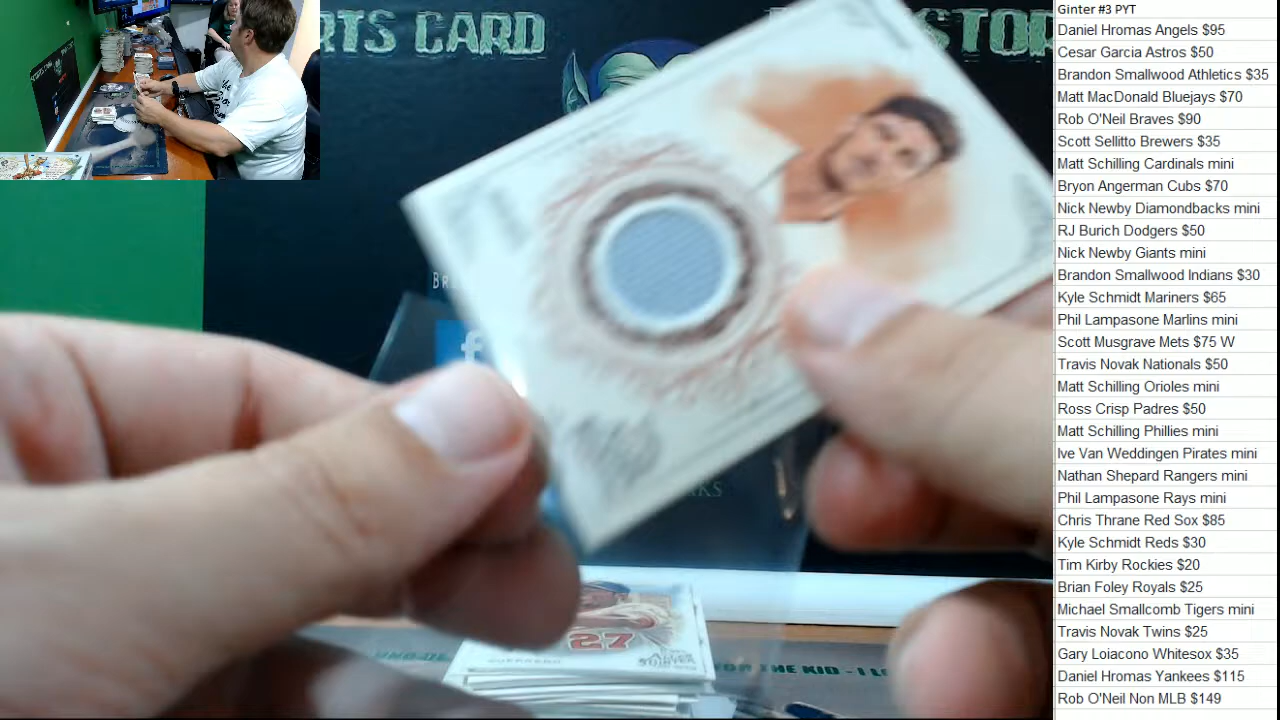 RTS CARD
STOR
Ginter #3 PYT
Daniel Hromas Angels $95
Cesar Garcia Astros $50
Brandon Smallwood Athletics $35
Matt MacDonald Bluejays $70
Rob O'Neil Braves $90
Scott Sellitto Brewers $35
Matt Schilling Cardinals mini
Bryon Angerman Cubs $70
Nick Newby Diamondbacks mini
RJ Burich Dodgers $50
Nick Newby Giants mini
Brandon Smallwood Indians $30
Kyle Schmidt Mariners $65
Phil Lampasone Marlins mini
Scott Musgrave Mets $75 W
Travis Novak Nationals $50
Matt Schilling Orioles mini
Ross Crisp Padres $50
Matt Schilling Phillies mini
Ive Van Weddingen Pirates mini
Nathan Shepard Rangers mini
Phil Lampasone Rays mini
Chris Thrane Red Sox $85
Kyle Schmidt Reds $30
Tim Kirby Rockies $20
Brian Foley Royals $25
Michael Smallcomb Tigers mini
Travis Novak Twins $25
Gary Loiacono Whitesox $35
Daniel Hromas Yankees $115
Rob O'Neil Non MLB $149
f
27
FOR THE KID - I LO